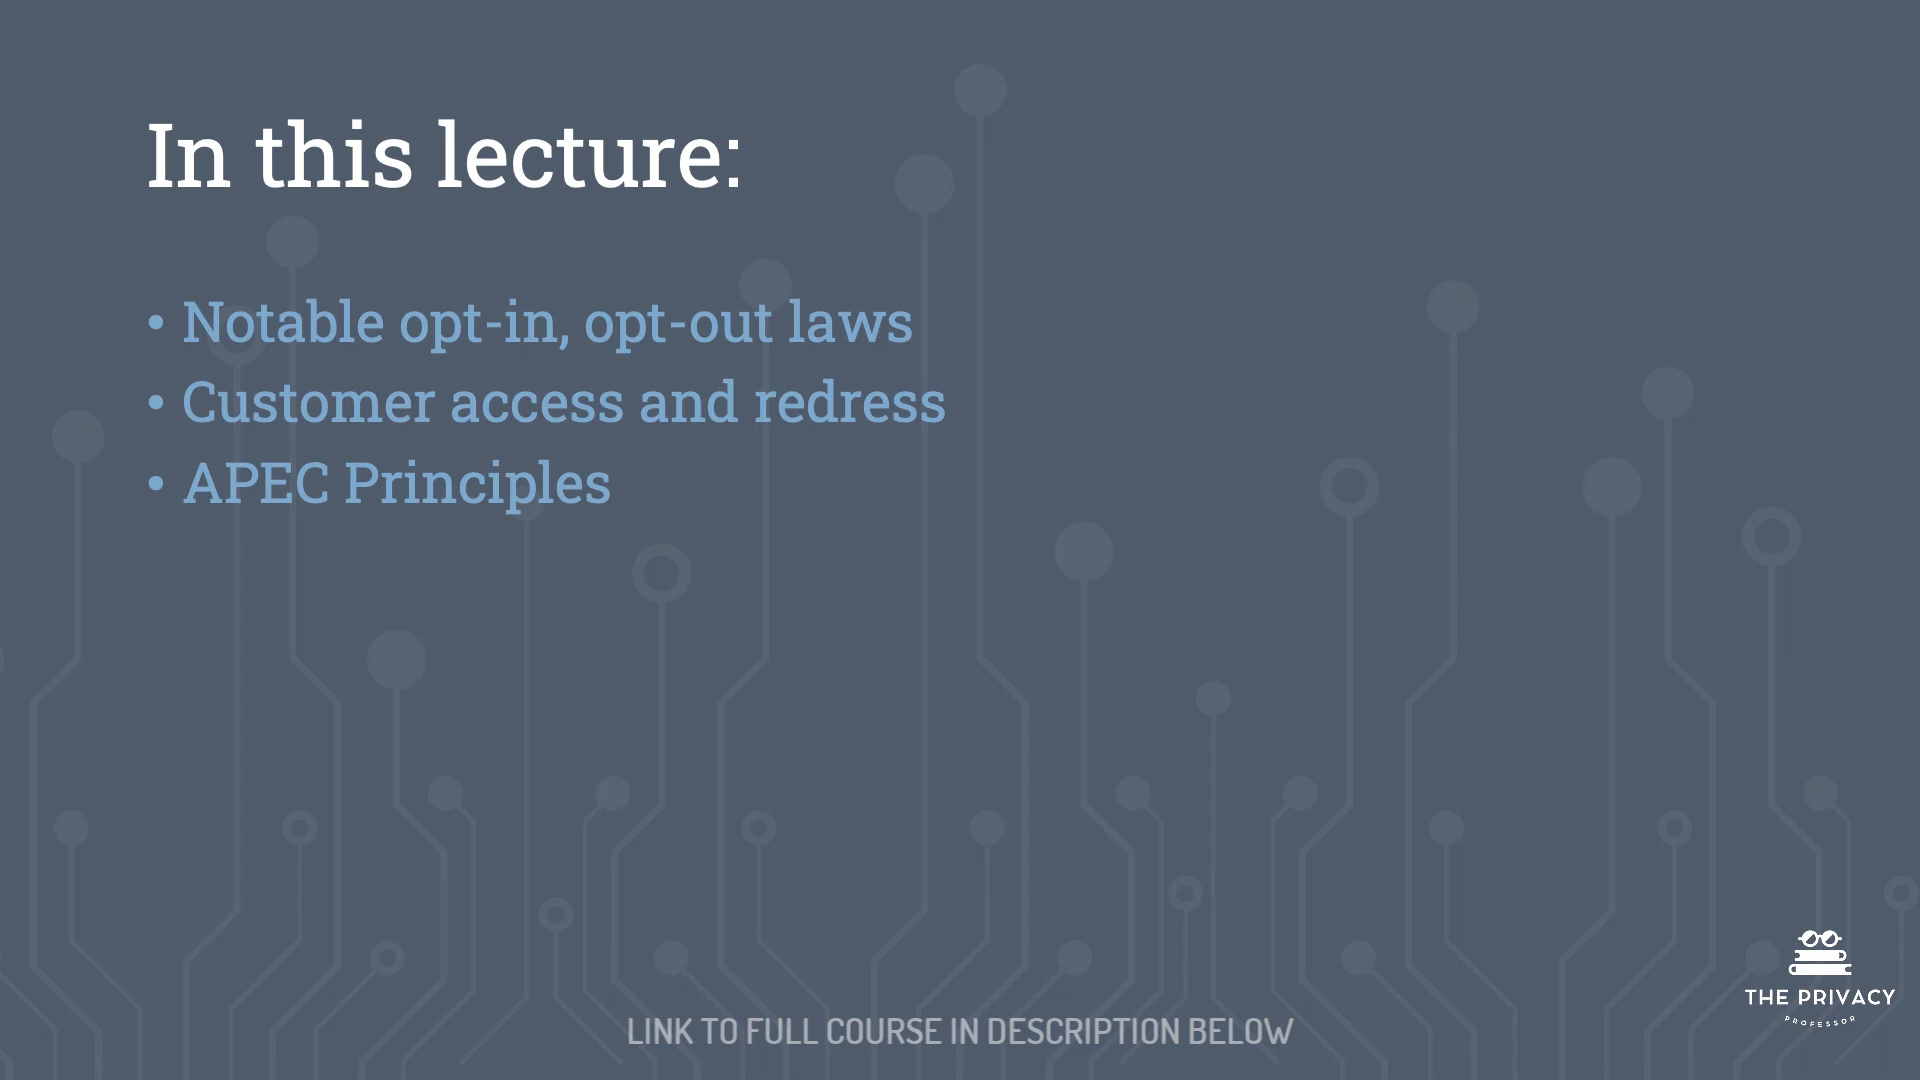 In this lecture:
• Notable opt-in, opt-out laws
• Customer access and redress
• APEC Principles
THE PRIVACY
PROFESSOR
LINK TO FULL COURSE IN DESCRIPTION BELOW